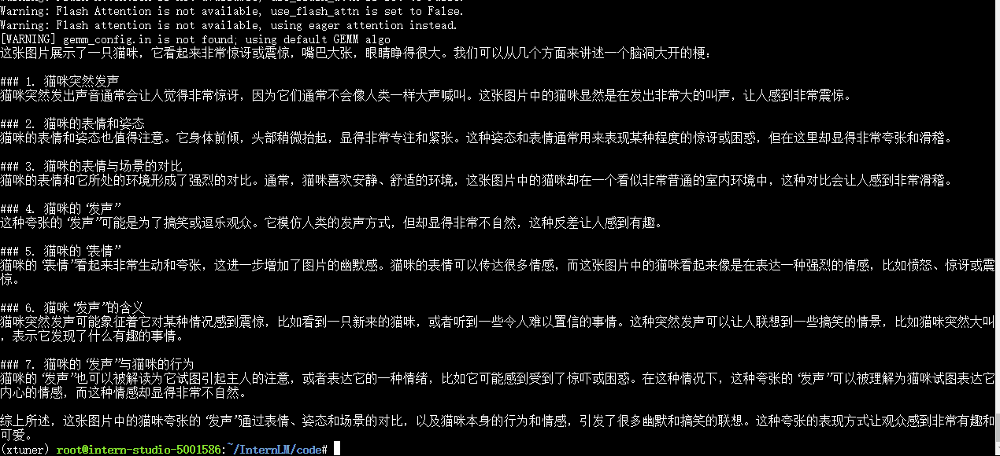 Warning: Flash Attention is not available, use_flash_attn is set to False.
Warning: Flash attention is not available, using eager attention instead.
[WARNING] gemm_config.in is not found; using default GEMM algo
这张图片展示了一只猫咪，它看起来非常惊讶或震惊，嘴巴大张，眼睛睁得很大。我们可以从几个方面来讲述一个脑洞大开的梗：
### 1. 猫咪突然发声
猫咪突然发出声音通常会让人觉得非常惊讶，因为它们通常不会像人类一样大声喊叫。这张图片中的猫咪显然是在发出非常大的叫声，让人感到非常震惊。
### 2. 猫咪的表情和姿态
猫咪的表情和姿态也值得注意。它身体前倾，头部稍微抬起，显得非常专注和紧张。这种姿态和表情通常用来表现某种程度的惊讶或困惑，但在这里却显得非常夸张和滑稽。
### 3. 猫咪的表情与场景的对比
猫咪的表情和它所处的环境形成了强烈的对比。通常，猫咪喜欢安静、舒适的环境，这张图片中的猫咪却在一个看似非常普通的室内环境中，这种对比会让人感到非常滑稽。
### 4. 猫咪的“发声”
这种夸张的“发声”可能是为了搞笑或逗乐观众。它模仿人类的发声方式，但却显得非常不自然，这种反差让人感到有趣。
### 5. 猫咪的“表情”
猫咪的“表情”看起来非常生动和夸张，这进一步增加了图片的幽默感。猫咪的表情可以传达很多情感，而这张图片中的猫咪看起来像是在表达一种强烈的情感，比如愤怒、惊讶或震
惊。
### 6. 猫咪“发声”的含义
猫咪突然发声可能象征着它对某种情况感到震惊，比如看到一只新来的猫咪，或者听到一些令人难以置信的事情。这种突然发声可以让人联想到一些搞笑的情景，比如猫咪突然大叫
，表示它发现了什么有趣的事情。
### 7. 猫咪的“发声”与猫咪的行为
猫咪的“发声”也可以被解读为它试图引起主人的注意，或者表达它的一种情绪，比如它可能感到受到了惊吓或困惑。在这种情况下，这种夸张的“发声”可以被理解为猫咪试图表达它
内心的情感，而这种情感却显得非常不自然。
综上所述，这张图片中的猫咪夸张的“发声”通过表情、姿态和场景的对比，以及猫咪本身的行为和情感，引发了很多幽默和搞笑的联想。这种夸张的表现方式让观众感到非常有趣和
可爱。
(xtuner) root@intern-studio-5001586:~/InternLM/code#